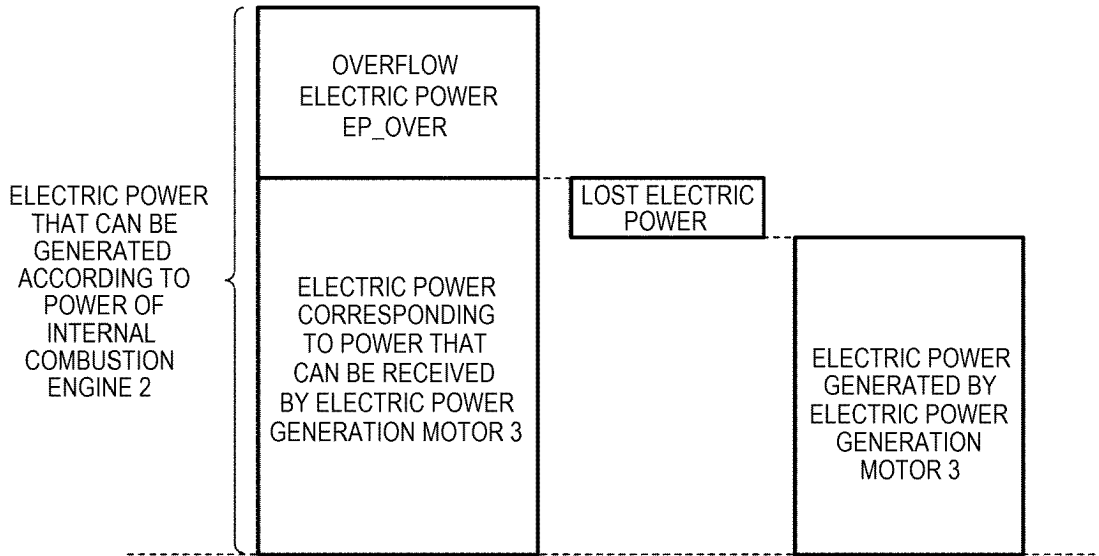 ELECTRIC POWER
THAT CAN BE
GENERATED
ACCORDING TO
POWER OF
INTERNAL
COMBUSTION
ENGINE 2
OVERFLOW
ELECTRIC POWER
EP_OVER
ELECTRIC POWER
CORRESPONDING
TO POWER THAT
CAN BE RECEIVED
BY ELECTRIC POWER
GENERATION MOTOR 3
LOST ELECTRIC
POWER
ELECTRIC POWER
GENERATED BY
ELECTRIC POWER
GENERATION
MOTOR 3